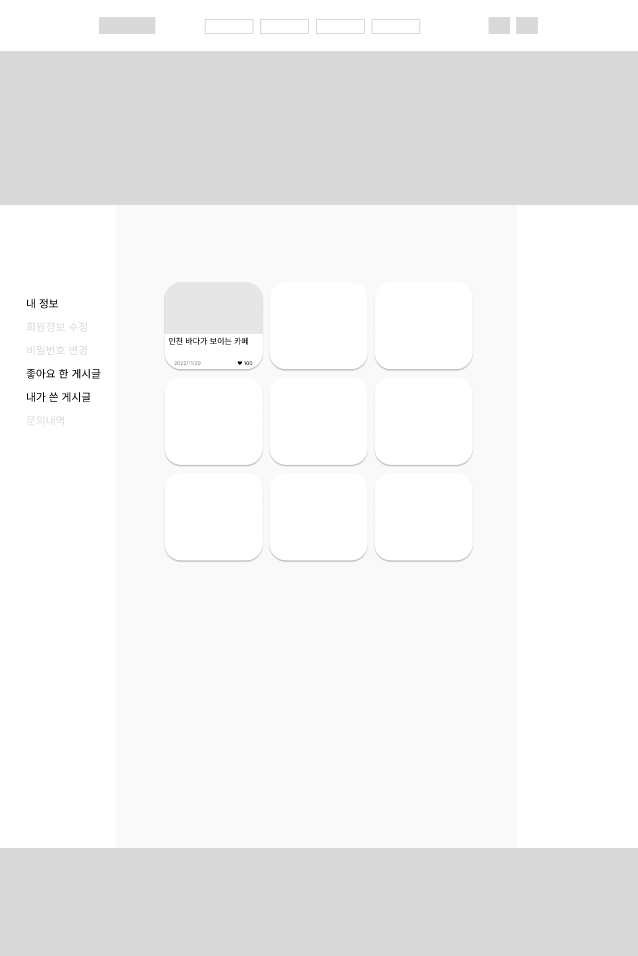 내 정보
회원정보 수정
비밀번호 변경
좋아요 한 게시글
내가 쓴 게시글
문의내역
인천 바다가 보이는 카페
2022/11/29 ♥ 100